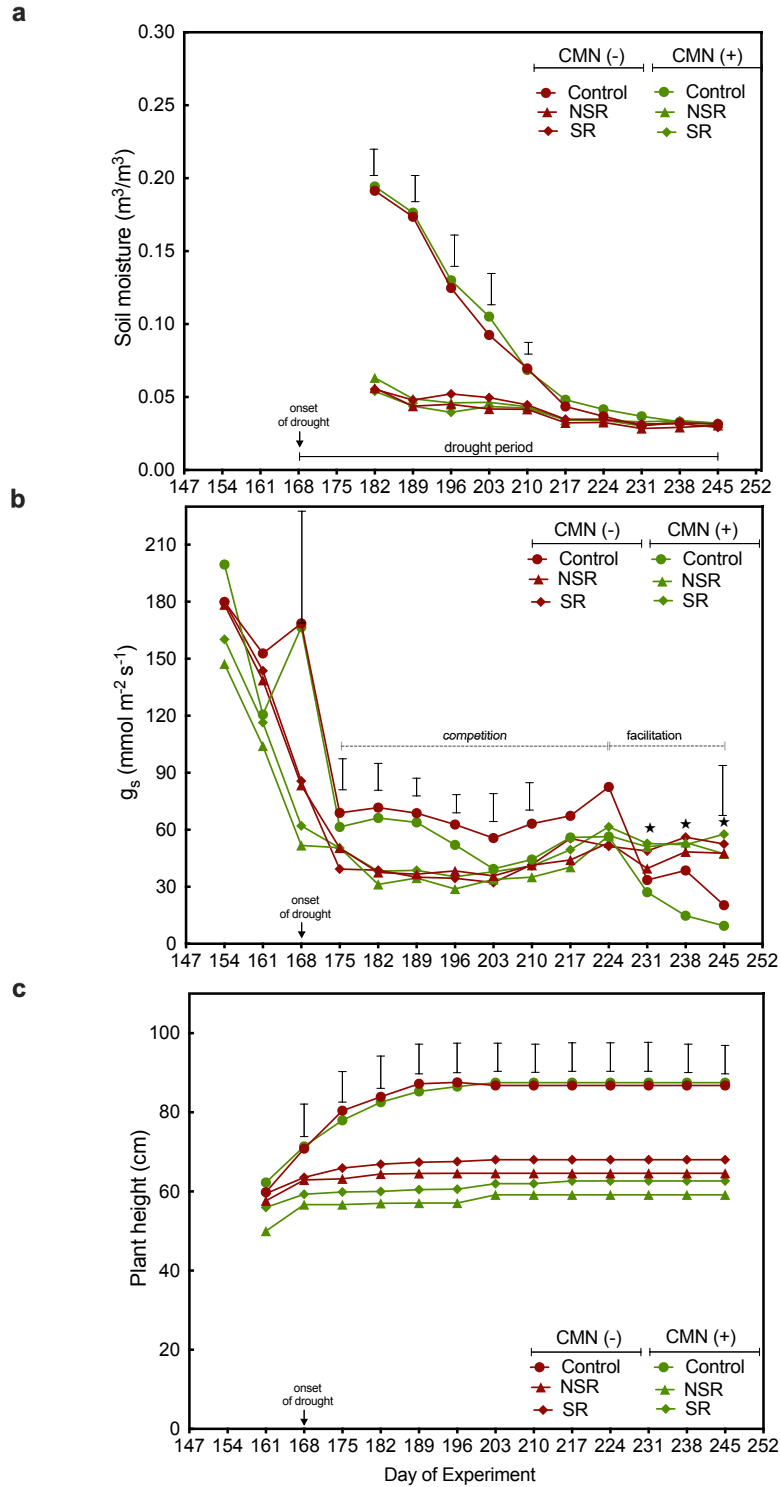 a
0.30
0.25
0.20
0.15
0.10
0.05
0.00
Soil moisture (m³/m³)
CMN (-) CMN (+)
Control Control
NSR NSR
SR SR
onset
of drought
drought period
147 154 161 168 175 182 189 196 203 210 217 224 231 238 245 252
b
210
180
150
120
90
60
30
0
gₛ (mmol m⁻² s⁻¹)
CMN (-) CMN (+)
Control Control
NSR NSR
SR SR
competition facilitation
★ ★ ★
onset
of drought
147 154 161 168 175 182 189 196 203 210 217 224 231 238 245 252
c
100
80
60
40
20
0
Plant height (cm)
CMN (-) CMN (+)
Control Control
NSR NSR
SR SR
onset
of drought
147 154 161 168 175 182 189 196 203 210 217 224 231 238 245 252
Day of Experiment